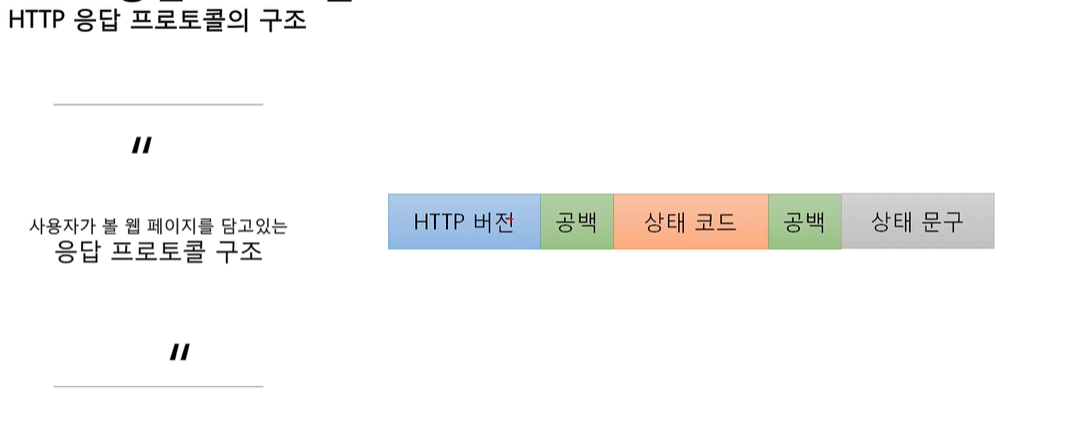 HTTP 응답 프로토콜의 구조
"
사용자가 볼 웹 페이지를 담고있는
응답 프로토콜 구조
"
HTTP 버전 공백 상태 코드 공백 상태 문구